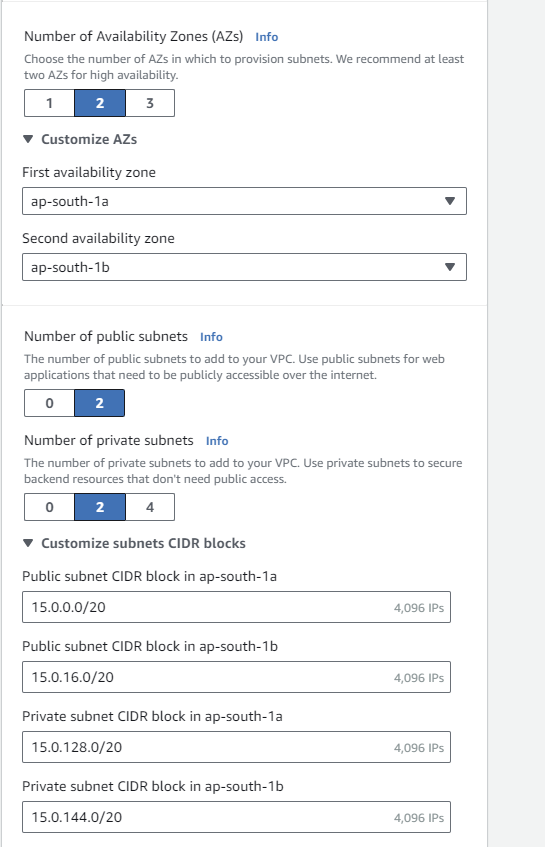 Number of Availability Zones (AZs) Info
Choose the number of AZs in which to provision subnets. We recommend at least
two AZs for high availability.
1 2 3
Customize AZs
First availability zone
ap-south-1a
Second availability zone
ap-south-1b
Number of public subnets Info
The number of public subnets to add to your VPC. Use public subnets for web
applications that need to be publicly accessible over the internet.
0 2
Number of private subnets Info
The number of private subnets to add to your VPC. Use private subnets to secure
backend resources that don't need public access.
0 2 4
Customize subnets CIDR blocks
Public subnet CIDR block in ap-south-1a
15.0.0.0/20 4,096 IPs
Public subnet CIDR block in ap-south-1b
15.0.16.0/20 4,096 IPs
Private subnet CIDR block in ap-south-1a
15.0.128.0/20 4,096 IPs
Private subnet CIDR block in ap-south-1b
15.0.144.0/20 4,096 IPs